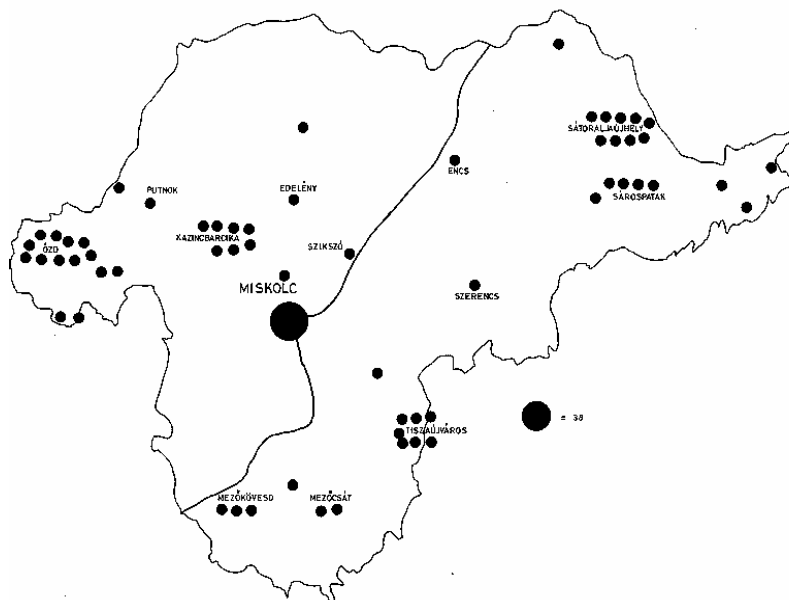 SÁTORALJAÚJHELY
ENCS
PUTNOK
EDELÉNY
SÁROSPATAK
KAZINCBARCIKA
ÓZD
SZIKSZÓ
MISKOLC
SZERENCS
= 38
TISZAÚJVÁROS
MEZŐKÖVESD
MEZŐCSÁT